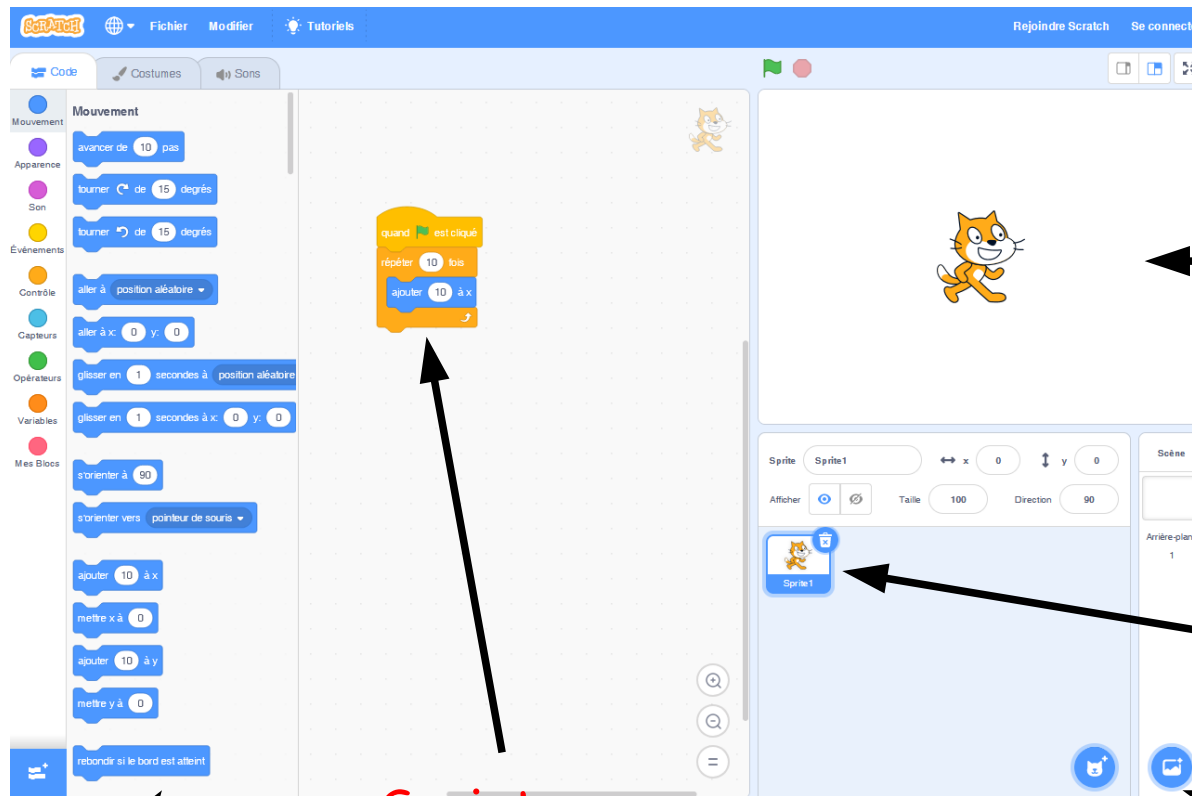 SCRATCH
Fichier
Modifier
Tutoriels
Rejoindre Scratch
Se connecte
Code
Costumes
Sons
Mouvement
Apparence
Son
Événements
Contrôle
Capteurs
Opérateurs
Variables
Mes Blocs
Mouvement
avancer de 10 pas
tourner de 15 degrés
tourner de 15 degrés
aller à position aléatoire
aller à x: 0 y: 0
glisser en 1 secondes à position aléatoire
glisser en 1 secondes à x: 0 y: 0
s'orienter à 90
s'orienter vers pointeur de souris
ajouter 10 à x
mettre x à 0
ajouter 10 à y
mettre y à 0
rebondir si le bord est atteint
quand est cliqué
répéter 10 fois
ajouter 10 à x
Sprite Sprite1 x 0 y 0
Afficher Taille 100 Direction 90
Sprite1
Scène
Arrière-plan
1